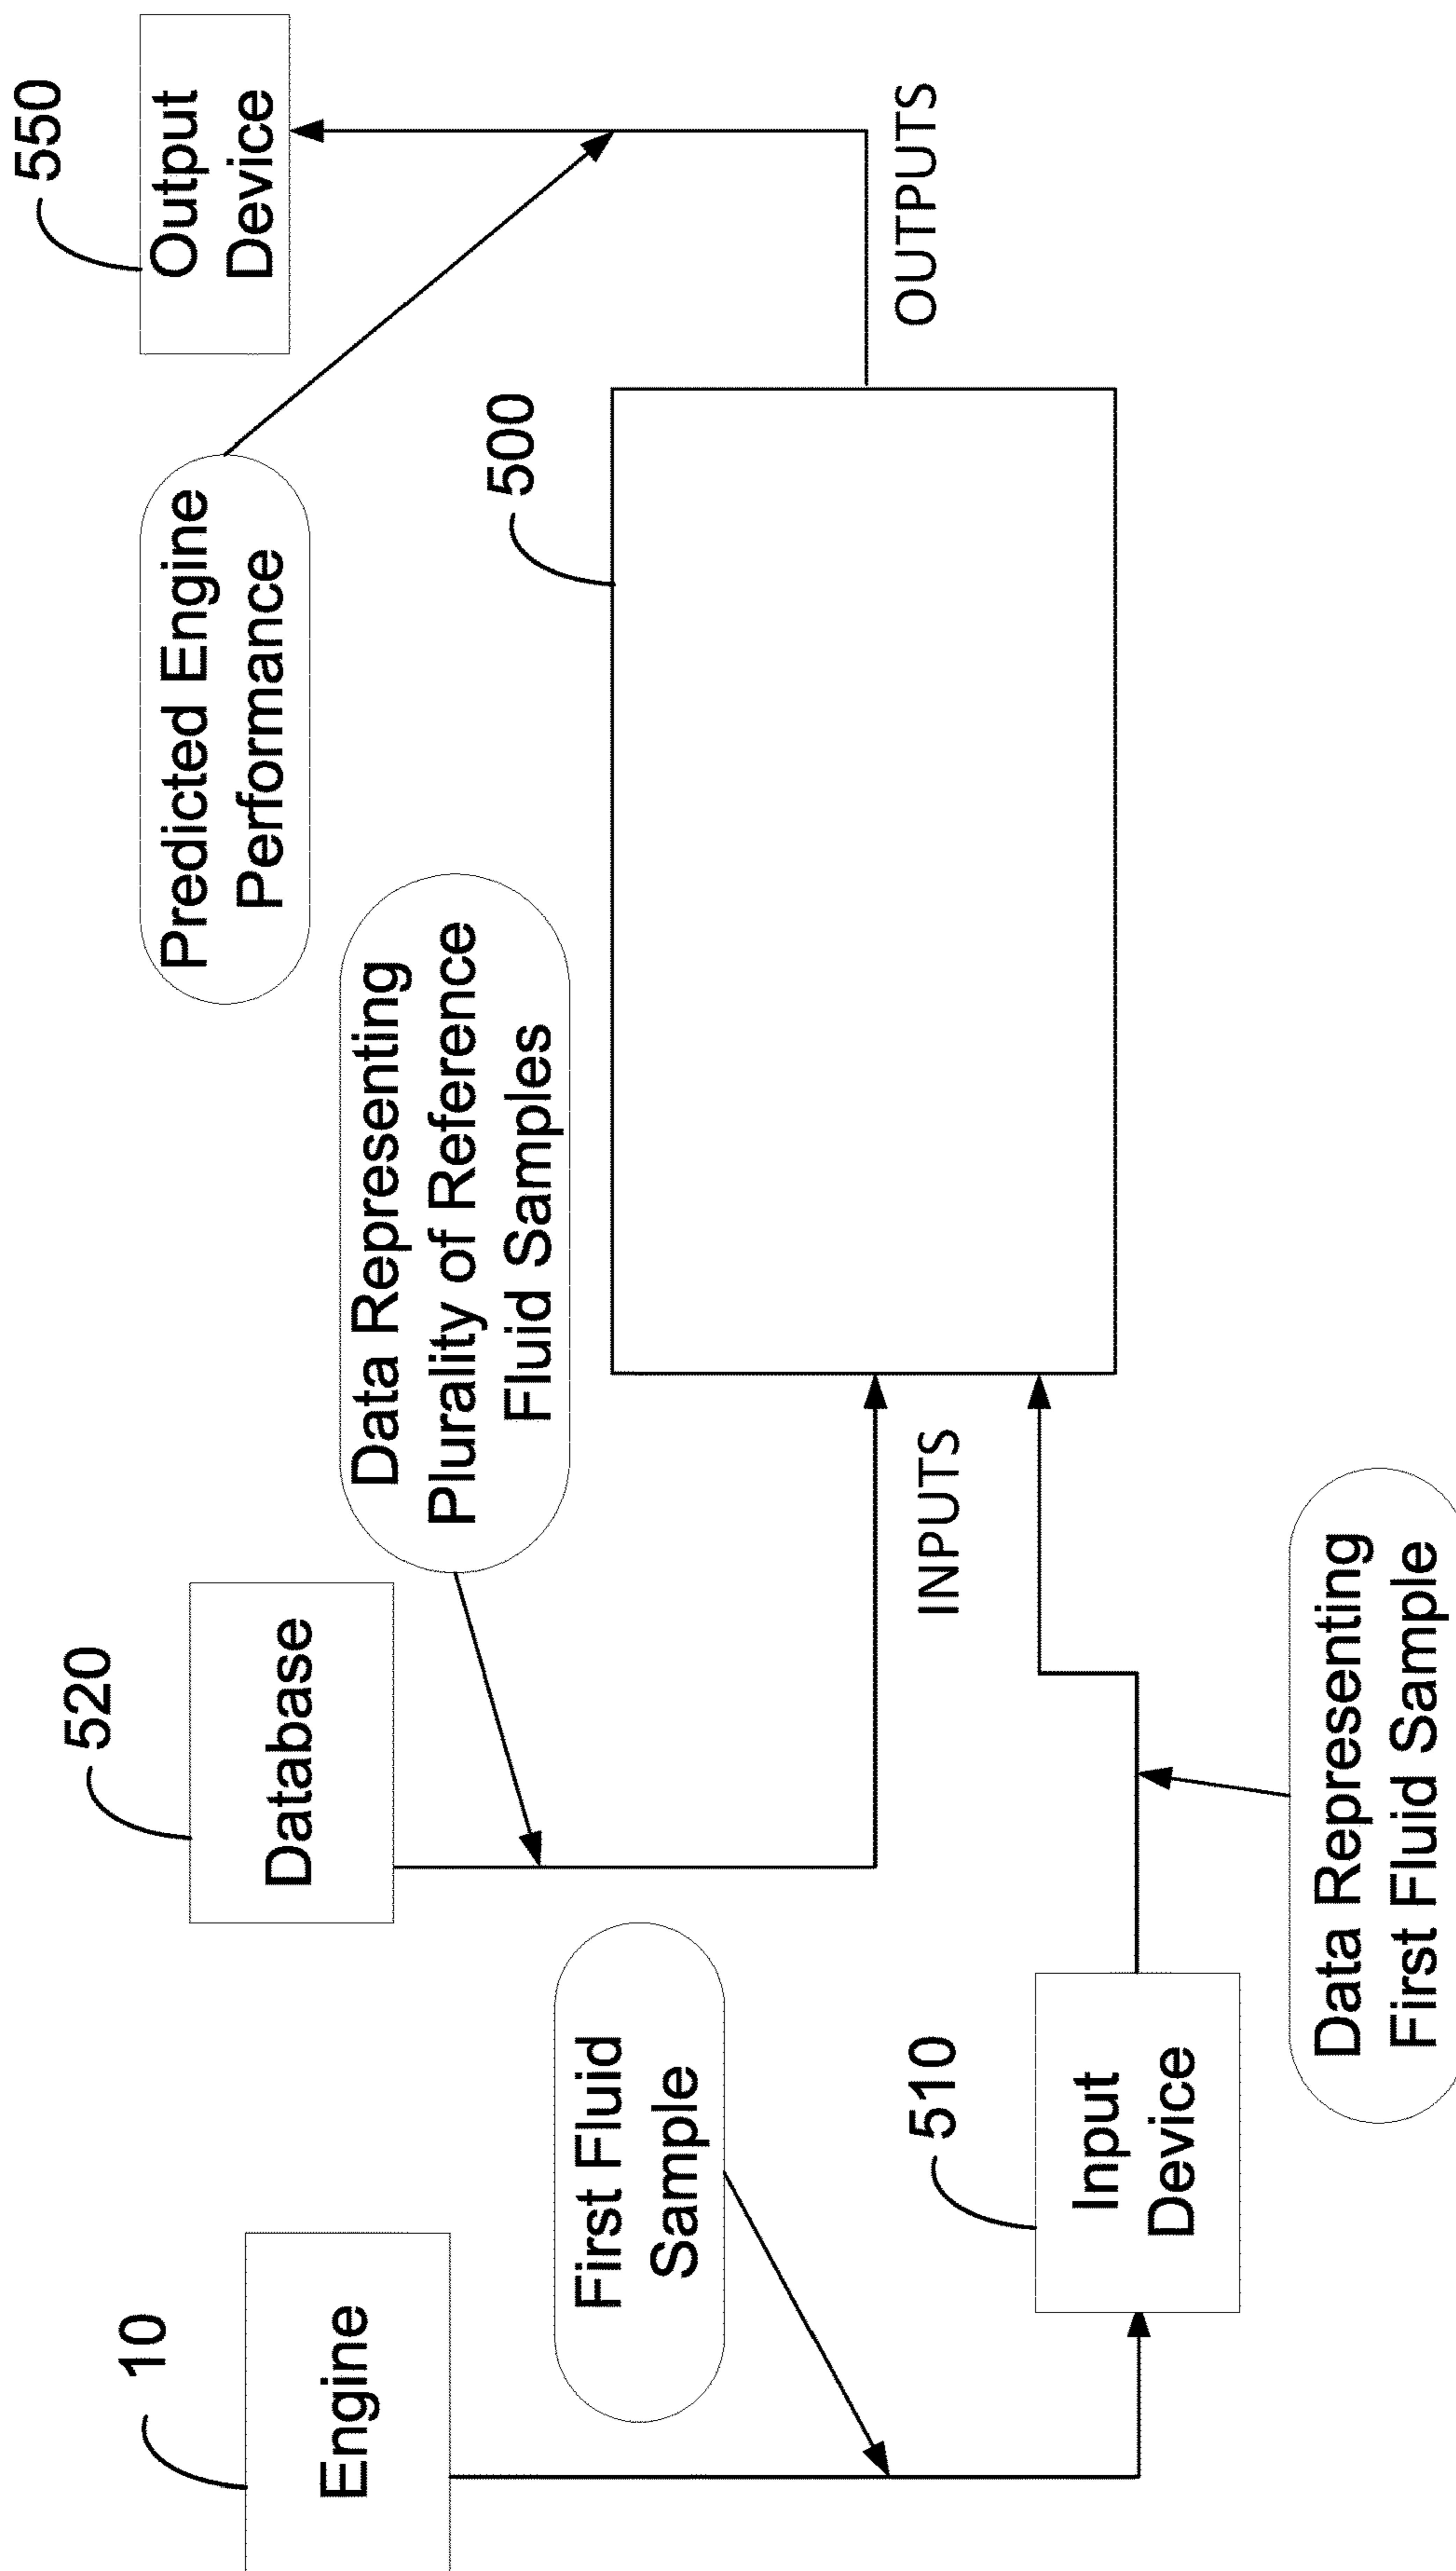 10
Engine
First Fluid
Sample
510
Input
Device
Data Representing
First Fluid Sample
520
Database
Data Representing
Plurality of Reference
Fluid Samples
INPUTS
500
Predicted Engine
Performance
550
Output
Device
OUTPUTS